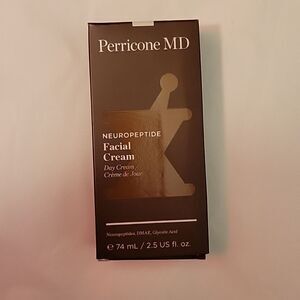 Perricone MD
NEUROPEPTIDE
Facial
Cream
Day Cream
Crème de Jour
Neuropeptides, DMAE, Glycolic Acid
℮ 74 mL / 2.5 US fl. oz.